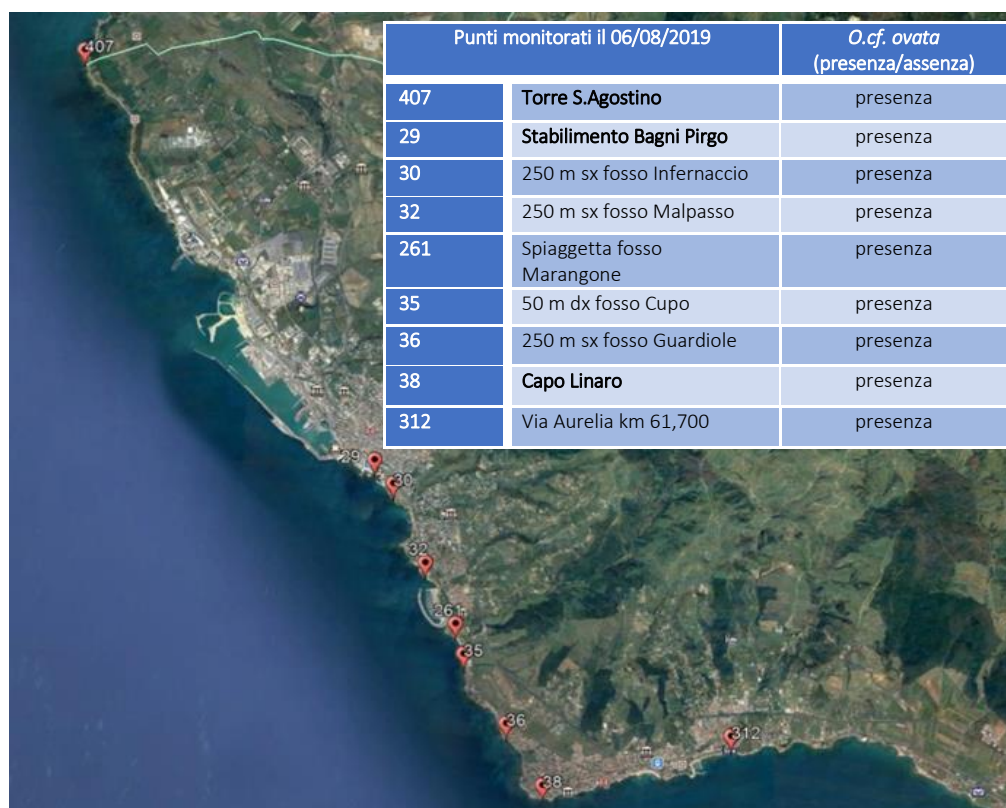 Punti monitorati il 06/08/2019 O.cf. ovata
(presenza/assenza)
407 Torre S.Agostino presenza
29 Stabilimento Bagni Pirgo presenza
30 250 m sx fosso Infernaccio presenza
32 250 m sx fosso Malpasso presenza
261 Spiaggetta fosso presenza
Marangone
35 50 m dx fosso Cupo presenza
36 250 m sx fosso Guardiole presenza
38 Capo Linaro presenza
312 Via Aurelia km 61,700 presenza
407
29
30
32
261
35
36
312
38